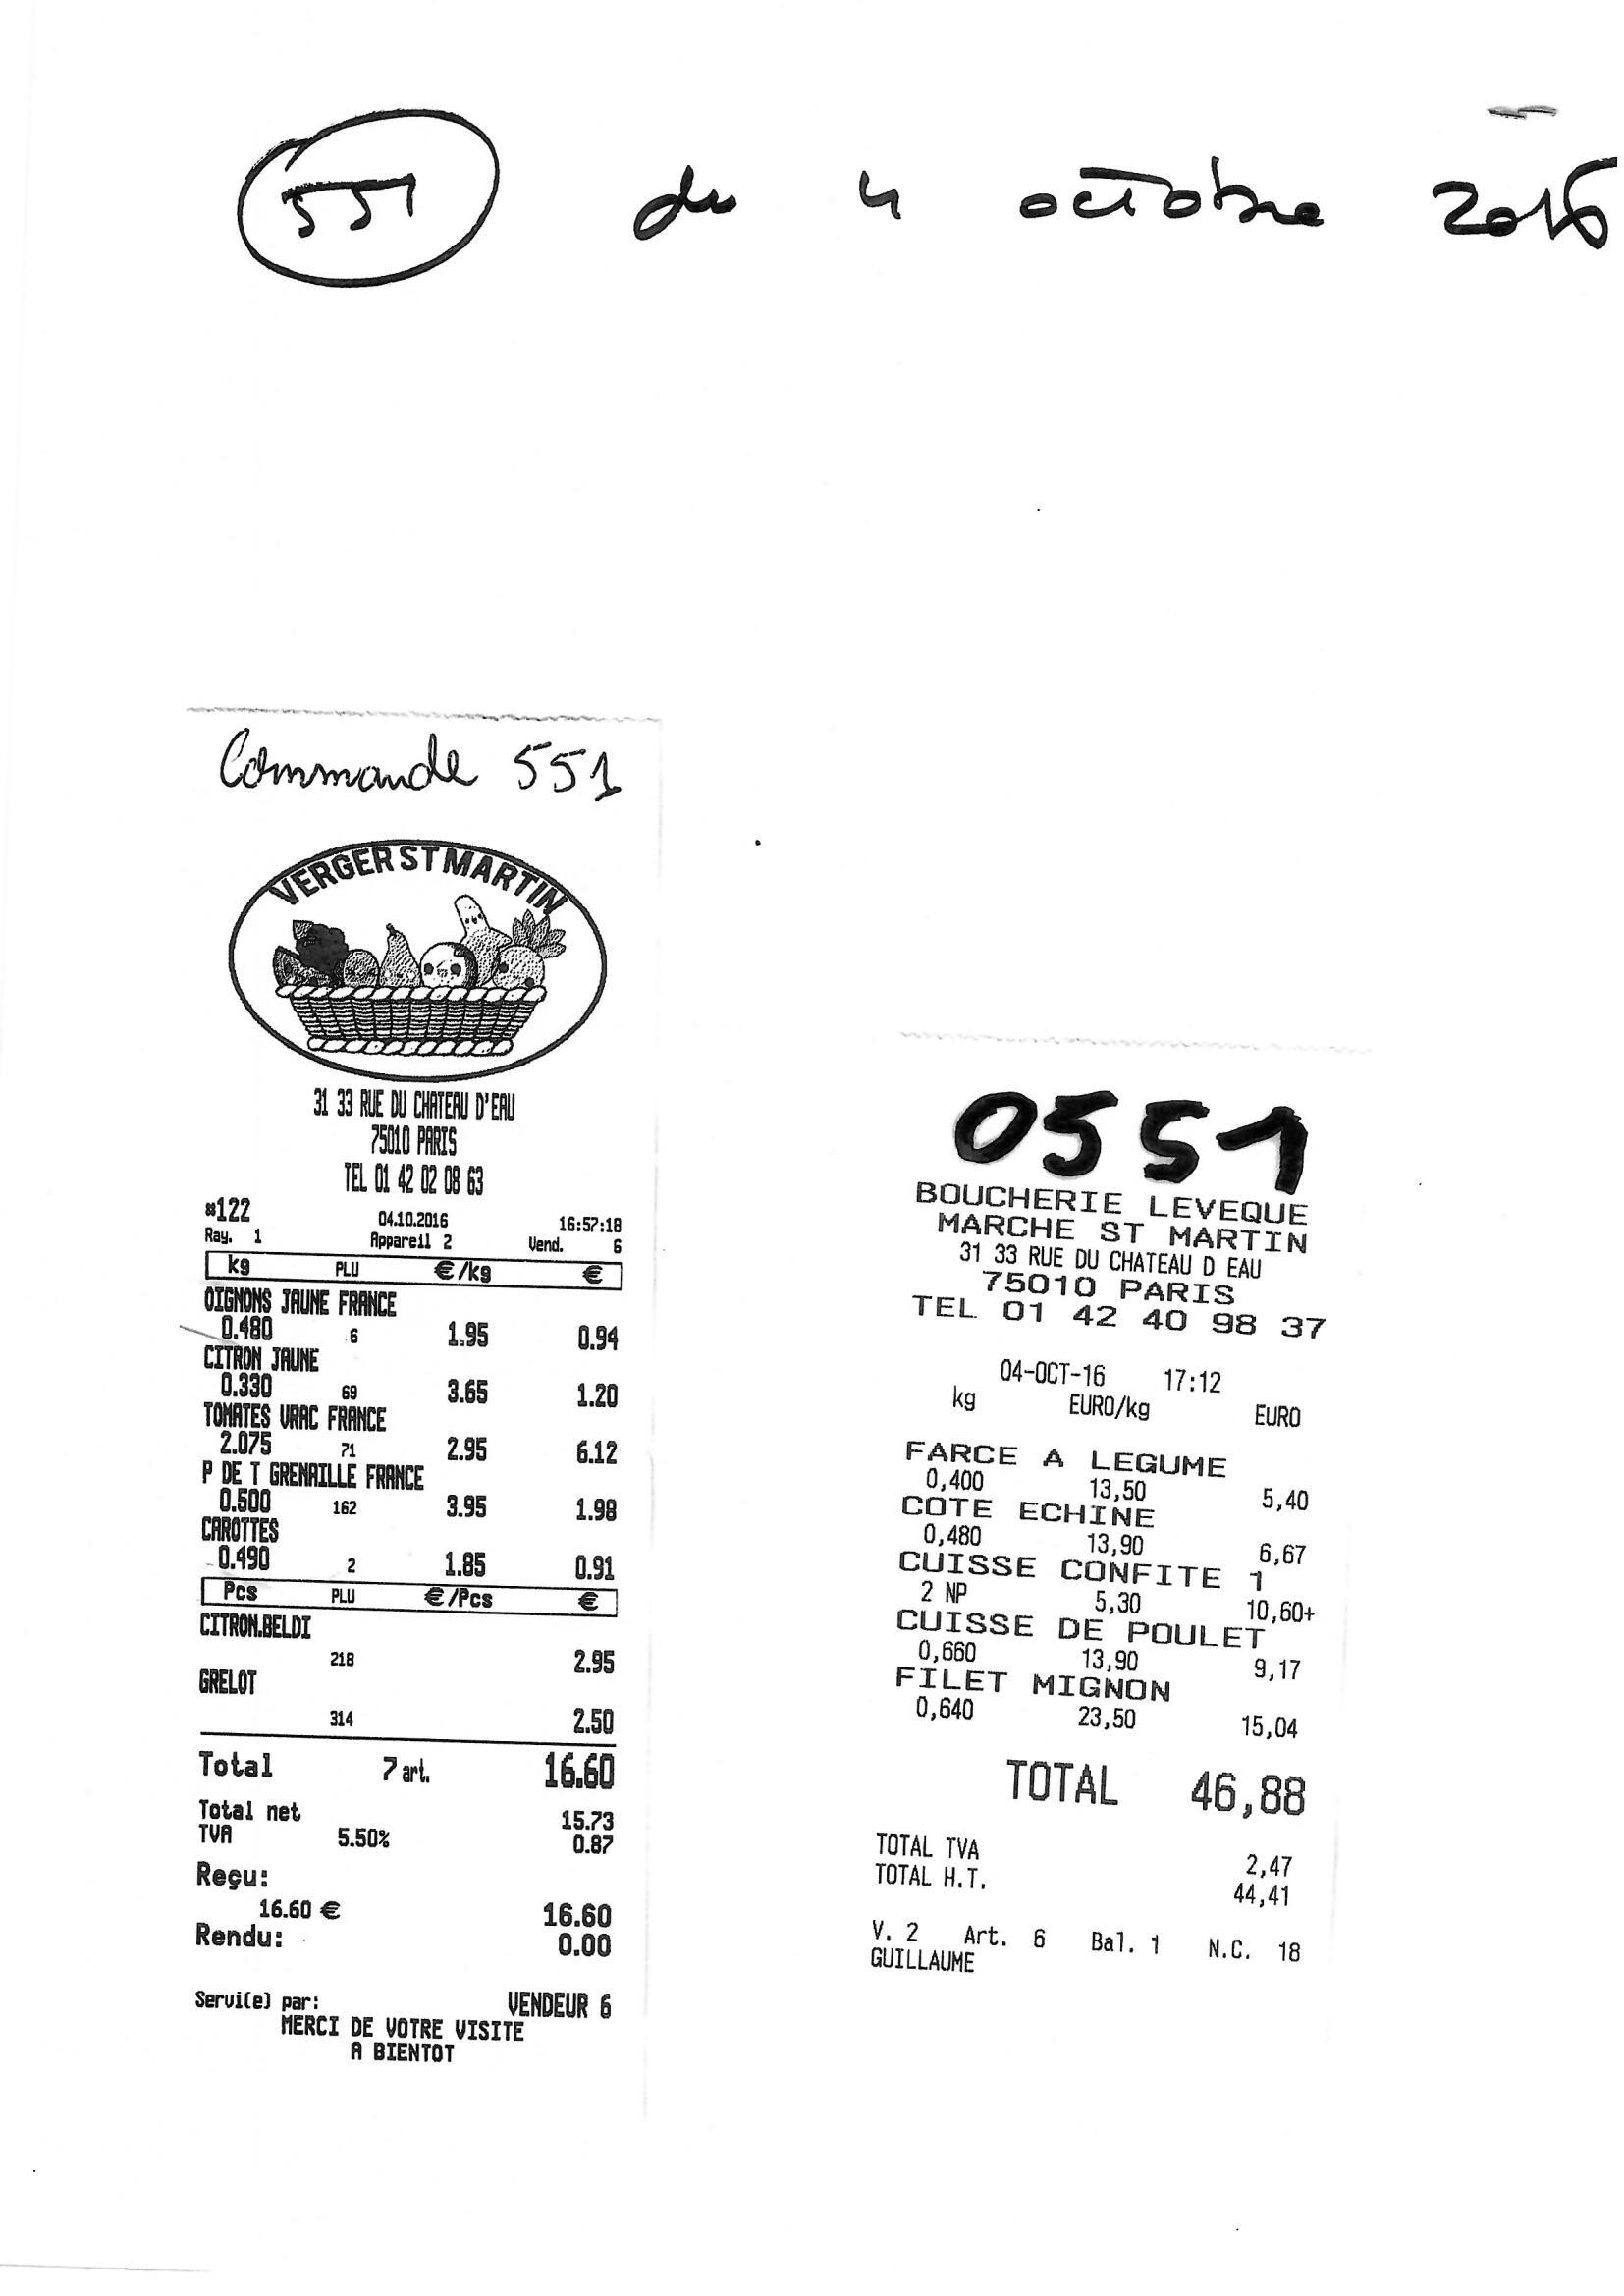 551 du 4 octobre 2016
Commande 551
VERGER ST MARTIN
31 33 RUE DU CHATEAU D'EAU
75010 PARIS
TEL 01 42 02 08 63
#122 04.10.2016 16:57:18
Ray. 1 Appareil 2 Vend. 6
kg PLU €/kg €
OIGNONS JAUNE FRANCE
0.480 6 1.95 0.94
CITRON JAUNE
0.330 69 3.65 1.20
TOMATES VRAC FRANCE
2.075 71 2.95 6.12
P DE T GRENAILLE FRANCE
0.500 162 3.95 1.98
CAROTTES
0.490 2 1.85 0.91
Pcs PLU €/Pcs €
CITRON.BELDI
218 2.95
GRELOT
314 2.50
Total 7 art. 16.60
Total net 15.73
TVA 5.50% 0.87
Reçu:
16.60 € 16.60
Rendu: 0.00
Servi(e) par: VENDEUR 6
MERCI DE VOTRE VISITE
A BIENTOT
0551
BOUCHERIE LEVEQUE
MARCHE ST MARTIN
31 33 RUE DU CHATEAU D EAU
75010 PARIS
TEL 01 42 40 98 37
04-OCT-16 17:12
kg EURO/kg EURO
FARCE A LEGUME
0,400 13,50 5,40
COTE ECHINE
0,480 13,90 6,67
CUISSE CONFITE 1
2 NP 5,30 10,60+
CUISSE DE POULET
0,660 13,90 9,17
FILET MIGNON
0,640 23,50 15,04
TOTAL 46,88
TOTAL TVA 2,47
TOTAL H.T. 44,41
V. 2 Art. 6 Bal. 1 N.C. 18
GUILLAUME